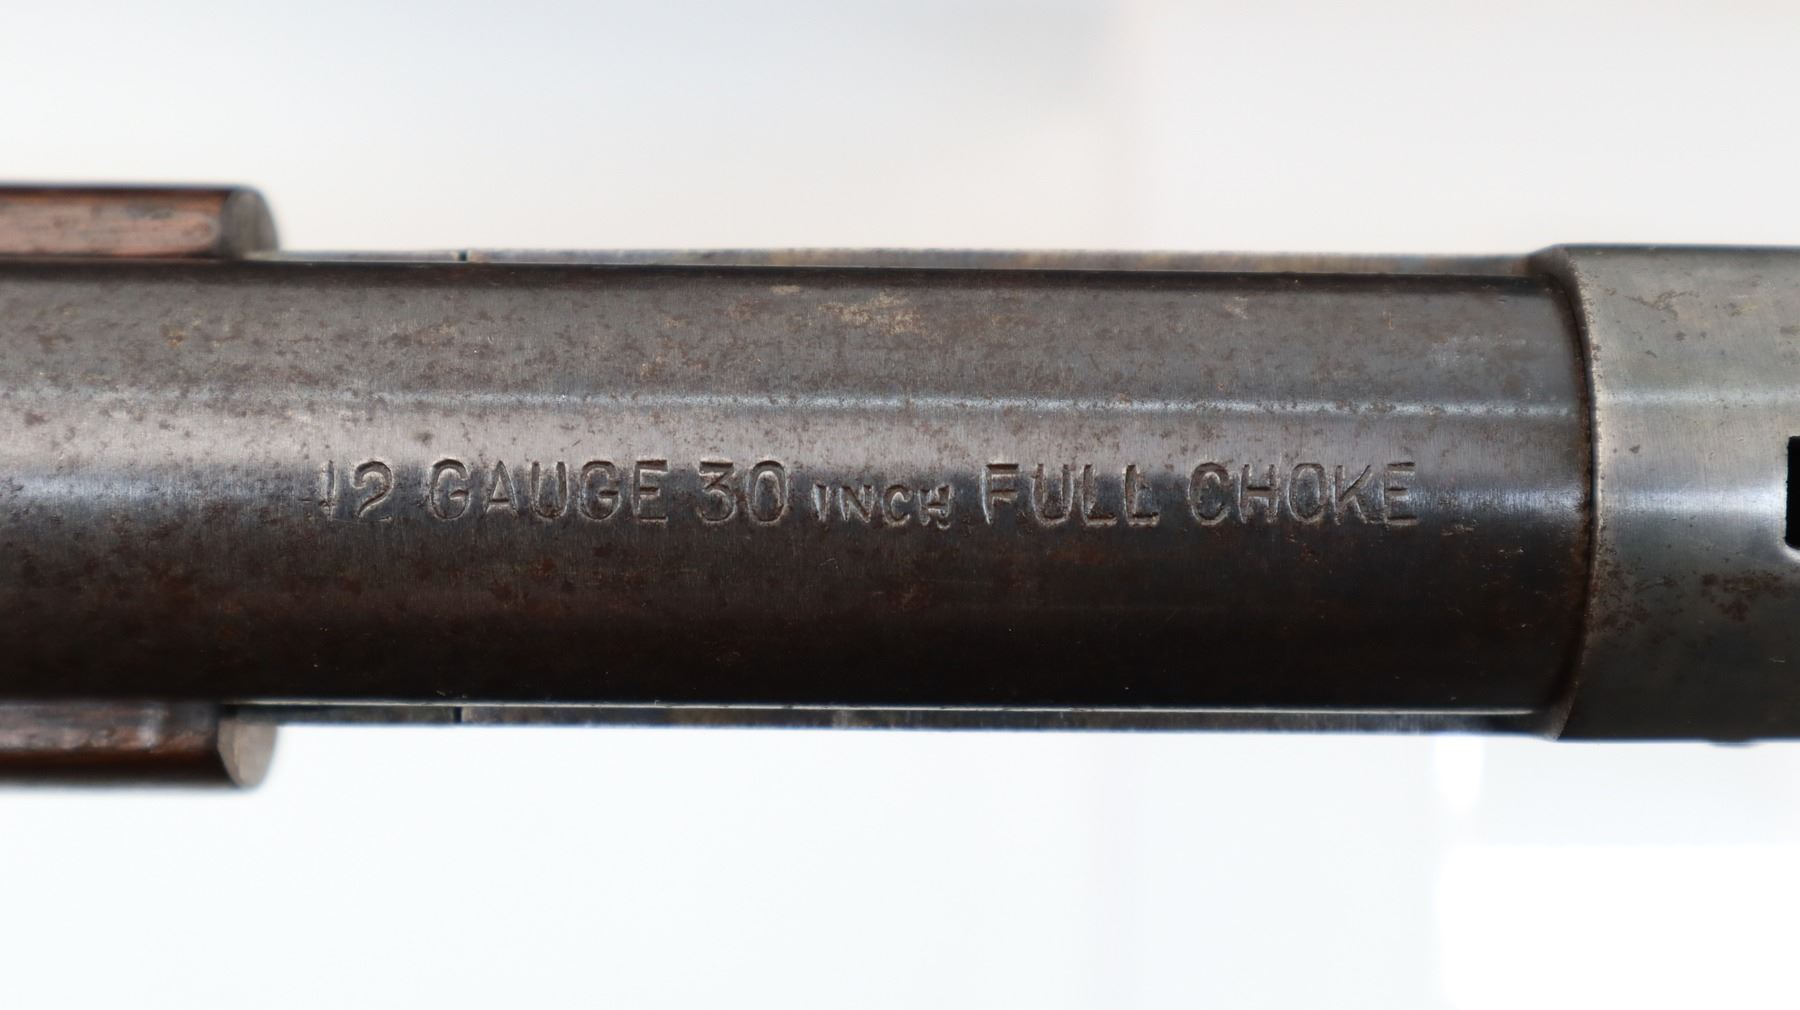 12 GAUGE 30 INCH FULL CHOKE